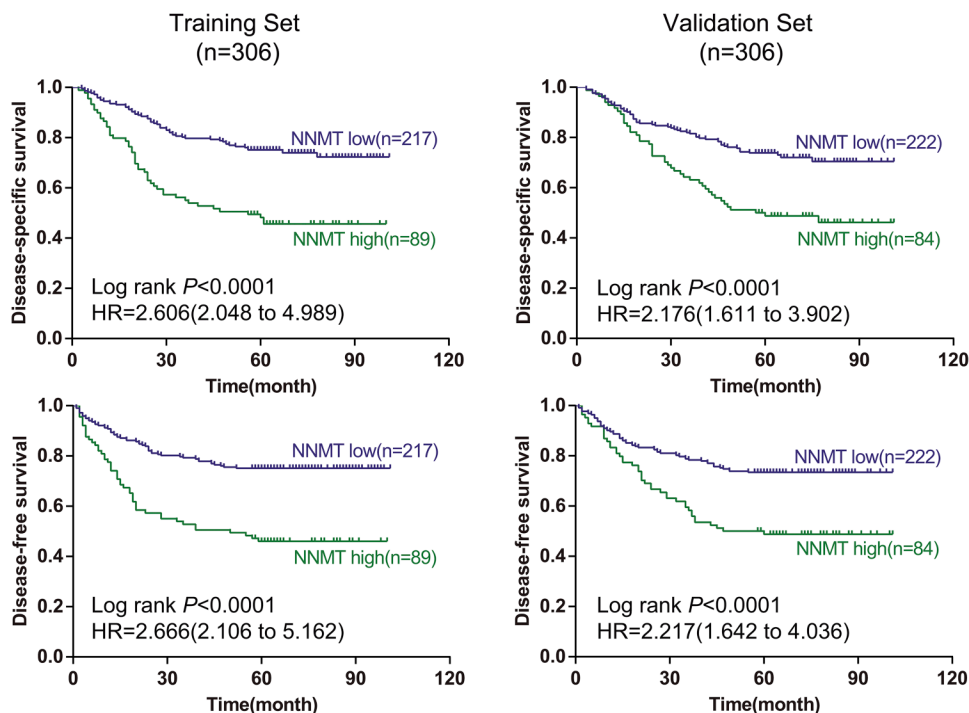 Training Set
(n=306)
Validation Set
(n=306)
Disease-specific survival
1.0
0.8
0.6
0.4
0.2
0.0
NNMT low(n=217)
NNMT high(n=89)
Log rank P<0.0001
HR=2.606(2.048 to 4.989)
0 30 60 90 120
Time(month)
Disease-specific survival
1.0
0.8
0.6
0.4
0.2
0.0
NNMT low(n=222)
NNMT high(n=84)
Log rank P<0.0001
HR=2.176(1.611 to 3.902)
0 30 60 90 120
Time(month)
Disease-free survival
1.0
0.8
0.6
0.4
0.2
0.0
NNMT low(n=217)
NNMT high(n=89)
Log rank P<0.0001
HR=2.666(2.106 to 5.162)
0 30 60 90 120
Time(month)
Disease-free survival
1.0
0.8
0.6
0.4
0.2
0.0
NNMT low(n=222)
NNMT high(n=84)
Log rank P<0.0001
HR=2.217(1.642 to 4.036)
0 30 60 90 120
Time(month)